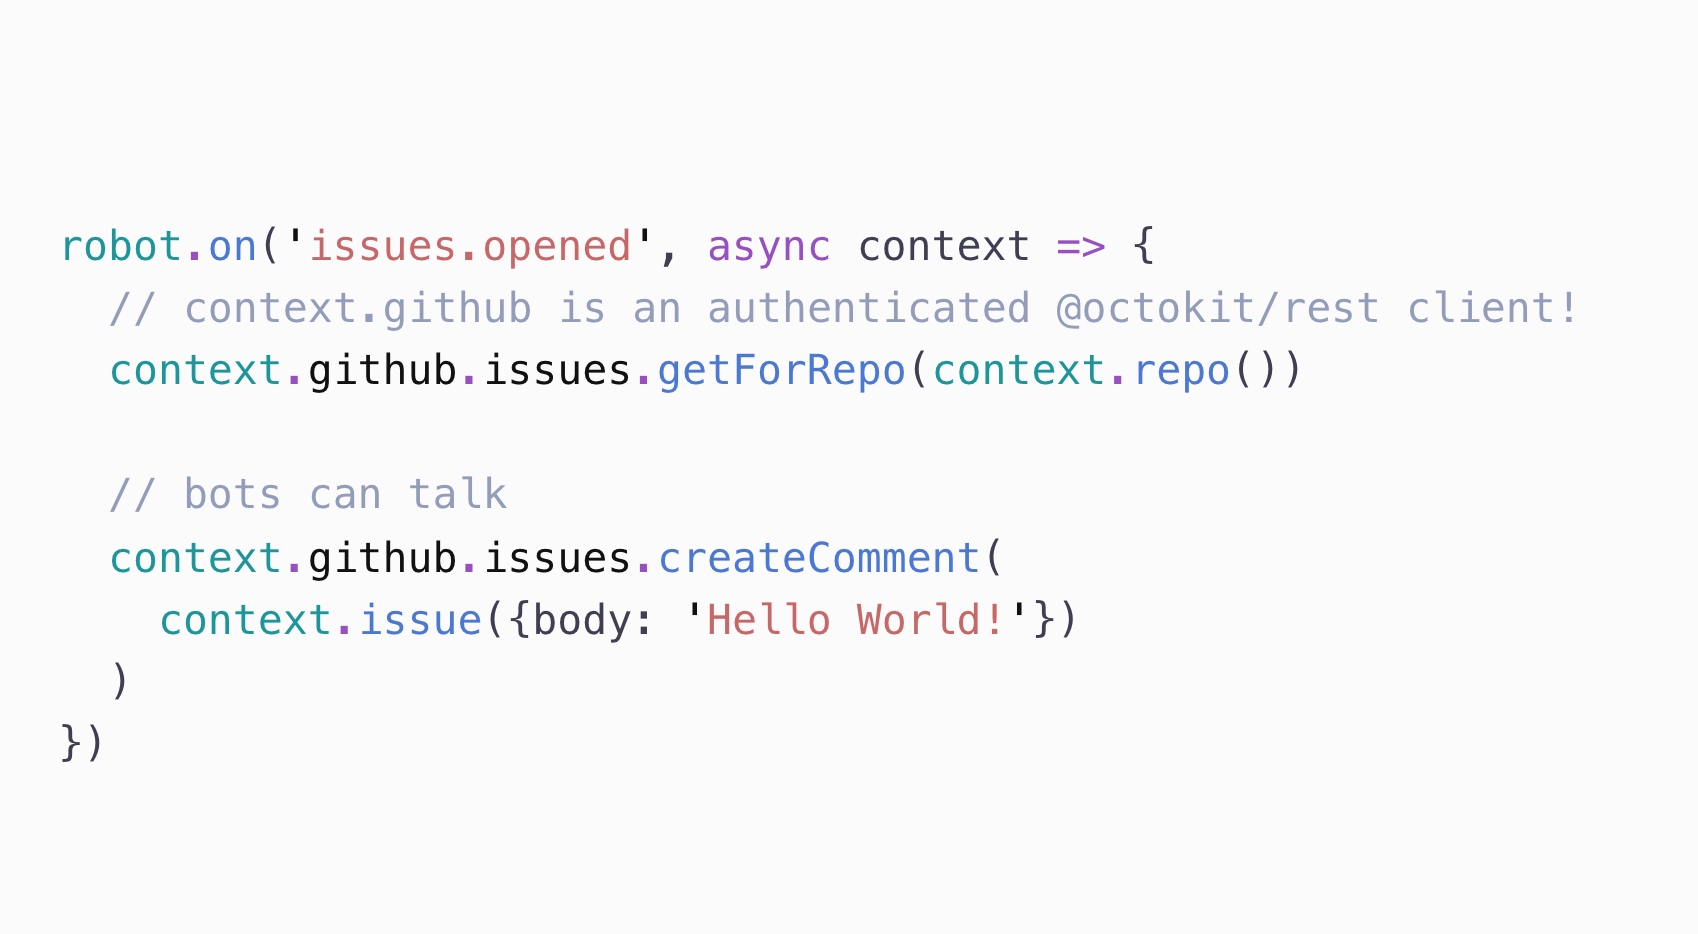 robot.on('issues.opened', async context => {
  // context.github is an authenticated @octokit/rest client!
  context.github.issues.getForRepo(context.repo())

  // bots can talk
  context.github.issues.createComment(
    context.issue({body: 'Hello World!'})
  )
})